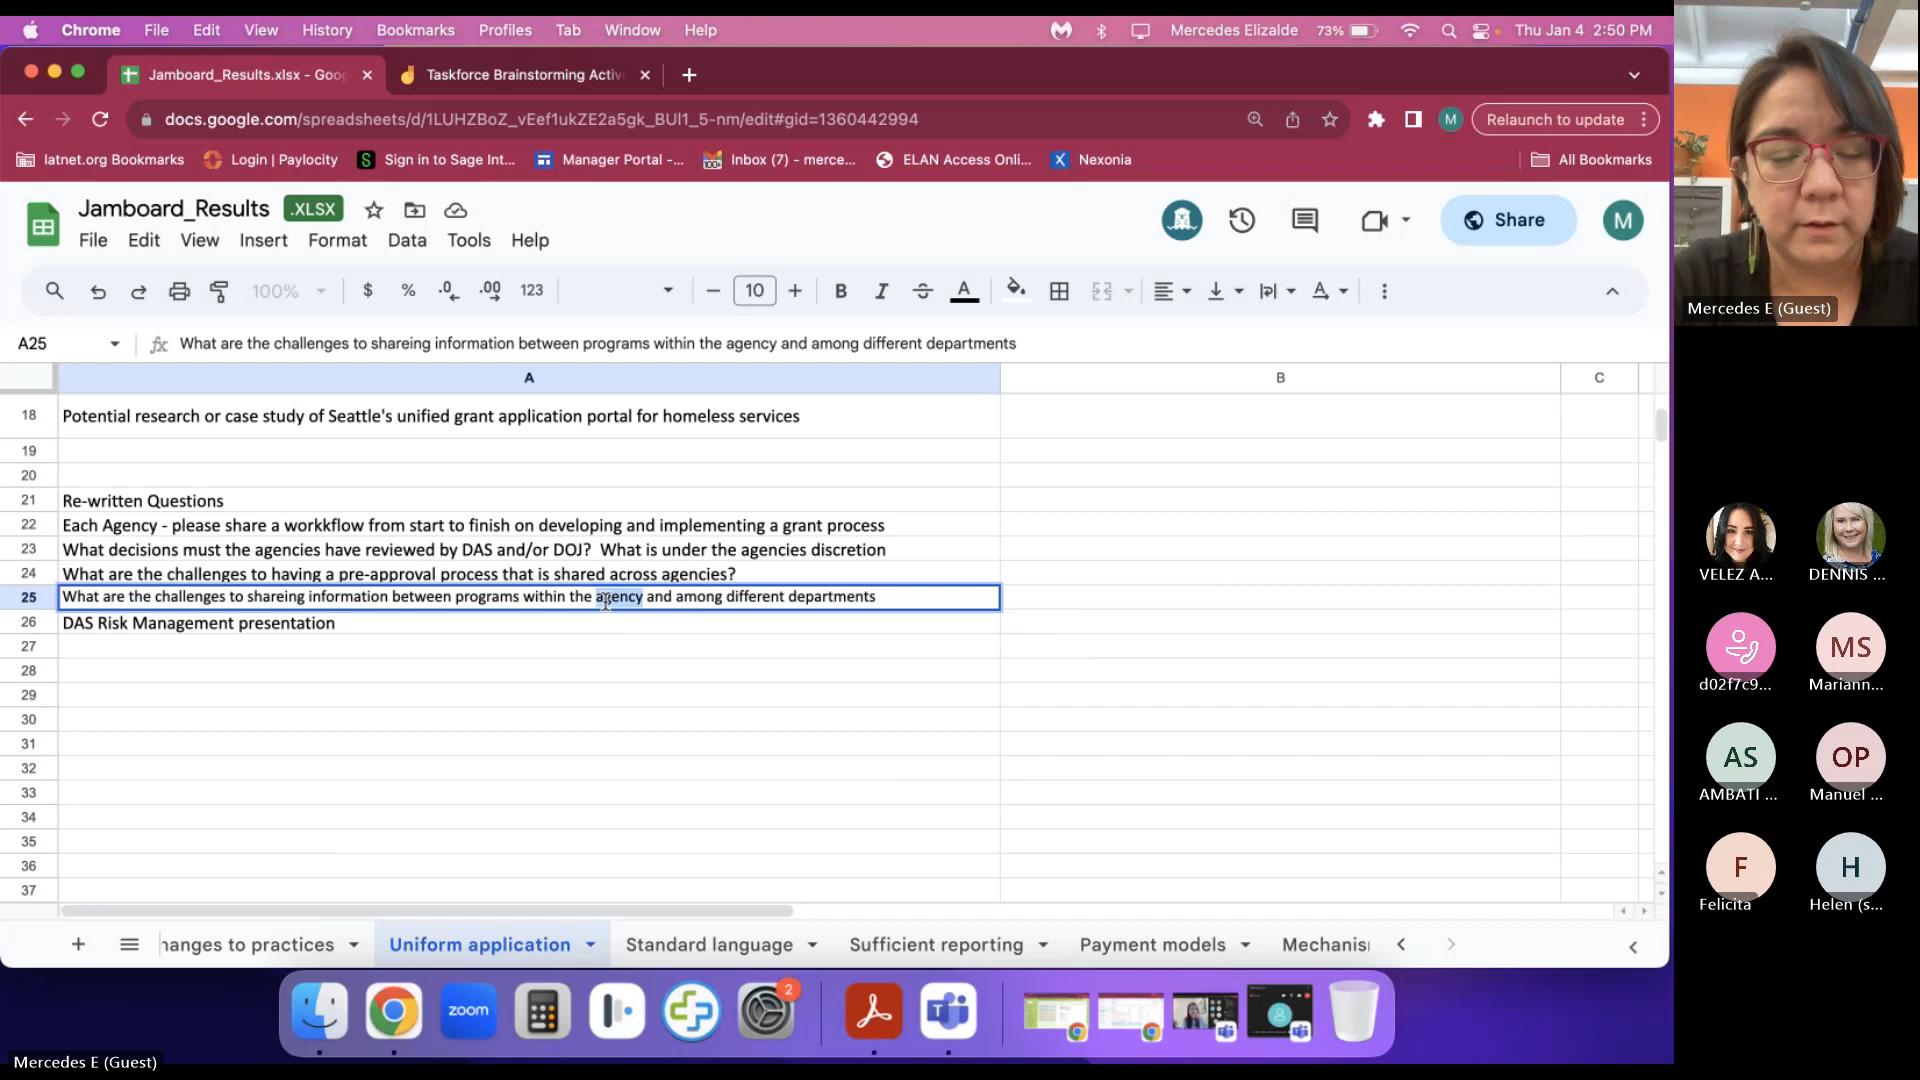 Chrome File Edit View History Bookmarks Profiles Tab Window Help Mercedes Elizalde 73% Thu Jan 4 2:50 PM
Jamboard_Results.xlsx - Goo Taskforce Brainstorming Activi
docs.google.com/spreadsheets/d/1LUHZBoZ_vEef1ukZE2a5gk_BUl1_5-nm/edit#gid=1360442994 M Relaunch to update
latnet.org Bookmarks Login | Paylocity Sign in to Sage Int... Manager Portal -... Inbox (7) - merce... ELAN Access Onli... Nexonia All Bookmarks
Jamboard_Results .XLSX
File Edit View Insert Format Data Tools Help
Share M
100% $ % .0 .00 123 10 B I A
A25 fx What are the challenges to shareing information between programs within the agency and among different departments
A B C
18 Potential research or case study of Seattle's unified grant application portal for homeless services
19
20
21 Re-written Questions
22 Each Agency - please share a workkflow from start to finish on developing and implementing a grant process
23 What decisions must the agencies have reviewed by DAS and/or DOJ? What is under the agencies discretion
24 What are the challenges to having a pre-approval process that is shared across agencies?
25 What are the challenges to shareing information between programs within the agency and among different departments
26 DAS Risk Management presentation
27
28
29
30
31
32
33
34
35
36
37
hanges to practices Uniform application Standard language Sufficient reporting Payment models Mechanis
zoom 2
Mercedes E (Guest)
Mercedes E (Guest)
VELEZ A... DENNIS ...
MS
d02f7c9... Mariann...
AS OP
AMBATI ... Manuel ...
F H
Felicita Helen (s...